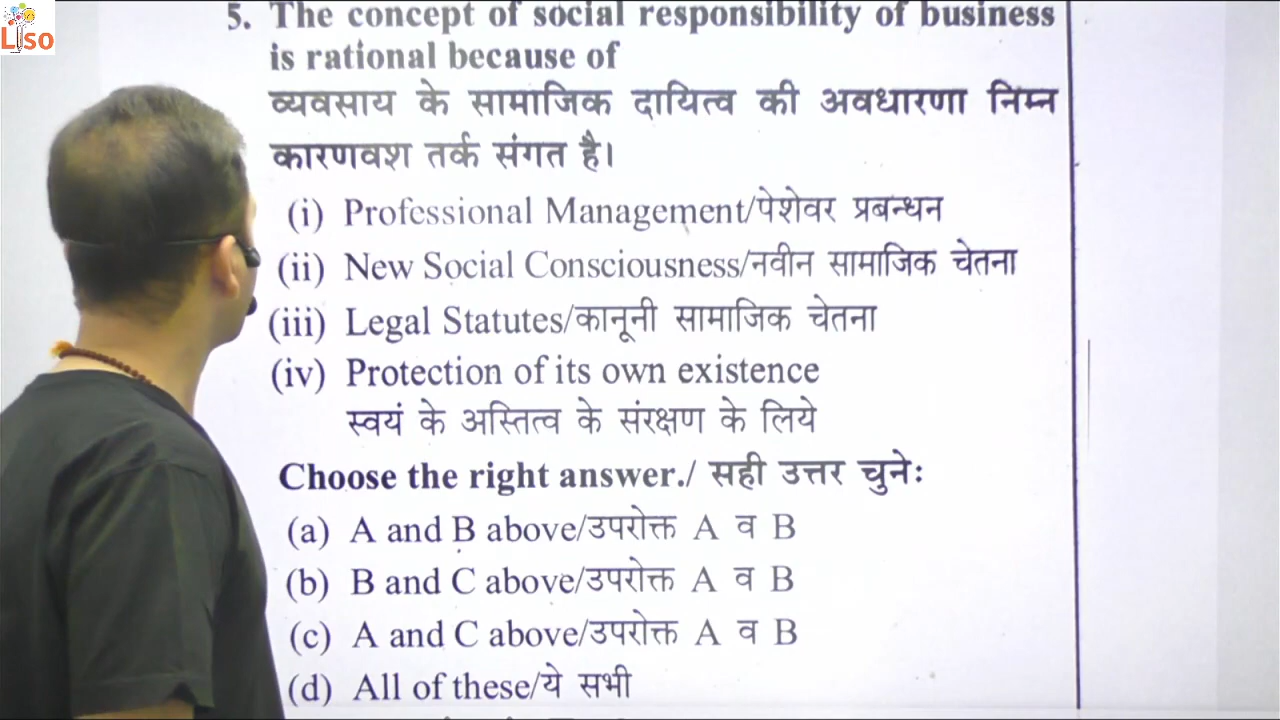 Liso
5. The concept of social responsibility of business
is rational because of
व्यवसाय के सामाजिक दायित्व की अवधारणा निम्न
कारणवश तर्क संगत है।
(i) Professional Management/पेशेवर प्रबन्धन
(ii) New Social Consciousness/नवीन सामाजिक चेतना
(iii) Legal Statutes/कानूनी सामाजिक चेतना
(iv) Protection of its own existence
स्वयं के अस्तित्व के संरक्षण के लिये
Choose the right answer./ सही उत्तर चुनेः
(a) A and B above/उपरोक्त A व B
(b) B and C above/उपरोक्त A व B
(c) A and C above/उपरोक्त A व B
(d) All of these/ये सभी